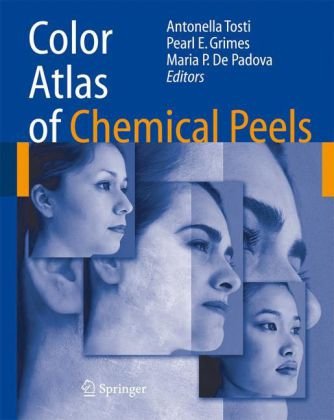 Color
Atlas
of Chemical Peels
Antonella Tosti
Pearl E. Grimes
Maria P. De Padova
Editors
Springer